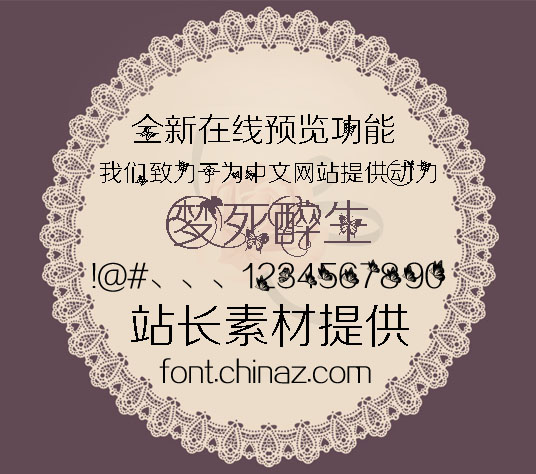 全新在线预览功能
我们致力于为中文网站提供动力
梦死醉生
!@#、、、1234567890
站长素材提供
font.chinaz.com